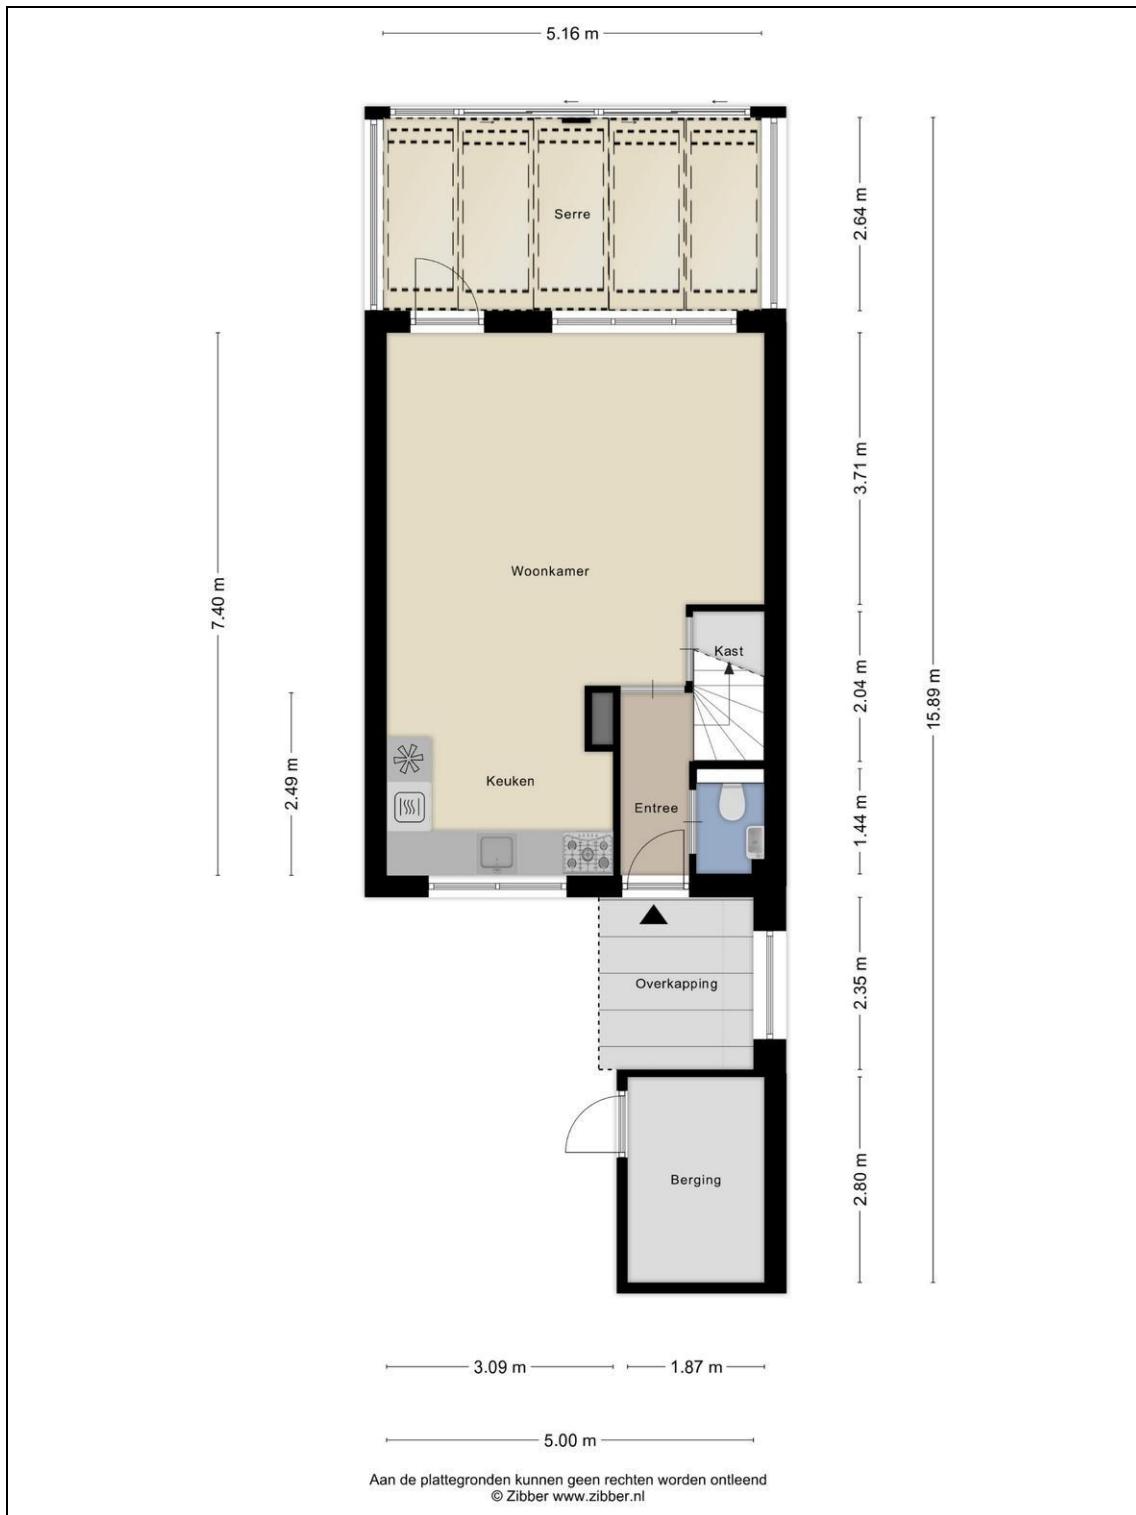 5.16 m
Serre
2.64 m
3.71 m
Woonkamer
7.40 m
Kast
2.04 m
15.89 m
2.49 m
Keuken
Entree
1.44 m
Overkapping
2.35 m
Berging
2.80 m
3.09 m
1.87 m
5.00 m
Aan de plattegronden kunnen geen rechten worden ontleend
© Zibber www.zibber.nl